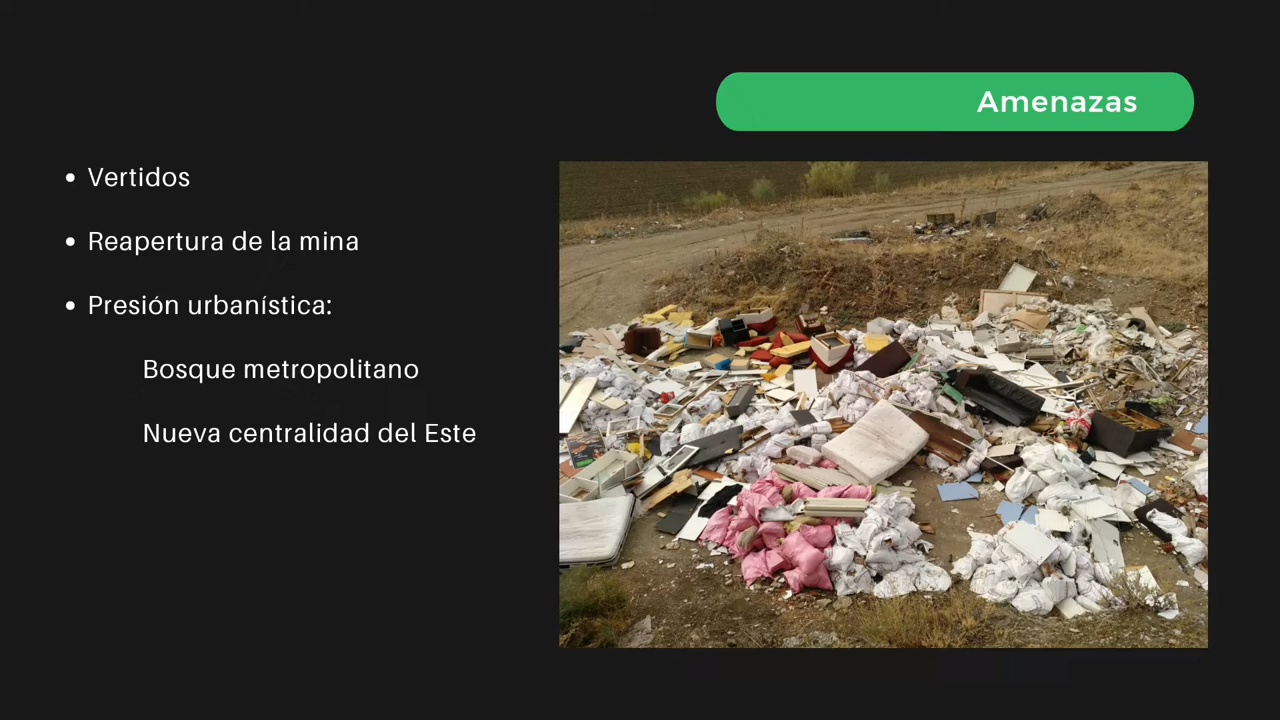 Amenazas
• Vertidos
• Reapertura de la mina
• Presión urbanística:
Bosque metropolitano
Nueva centralidad del Este